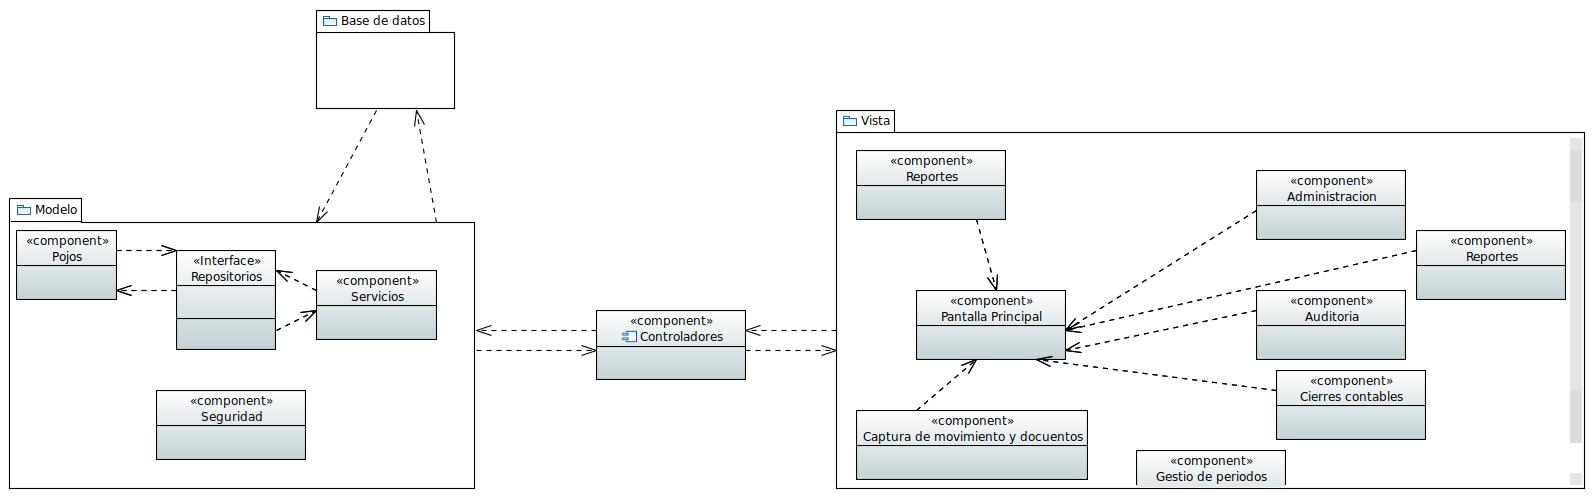 Base de datos
Modelo
«component»
Pojos
«Interface»
Repositorios
«component»
Servicios
«component»
Seguridad
«component»
Controladores
Vista
«component»
Reportes
«component»
Administracion
«component»
Reportes
«component»
Pantalla Principal
«component»
Auditoria
«component»
Cierres contables
«component»
Captura de movimiento y docuentos
«component»
Gestio de periodos